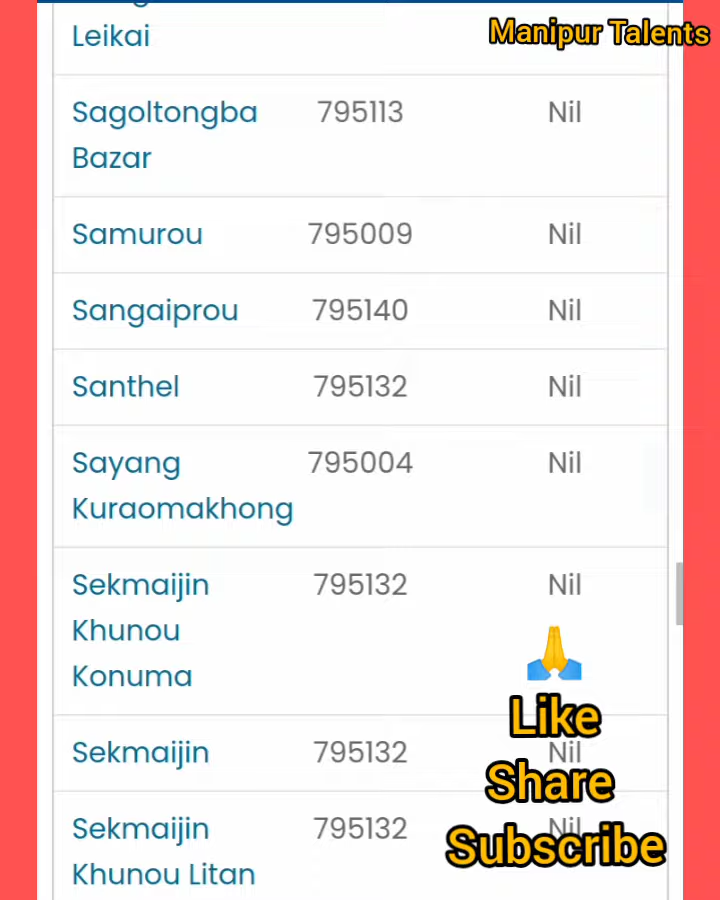 Leikai
Manipur Talents
Sagoltongba 795113 Nil
Bazar
Samurou 795009 Nil
Sangaiprou 795140 Nil
Santhel 795132 Nil
Sayang 795004 Nil
Kuraomakhong
Sekmaijin 795132 Nil
Khunou
Konuma
Like
Sekmaijin 795132 Nil
Share
Sekmaijin 795132 Nil
Subscribe
Khunou Litan